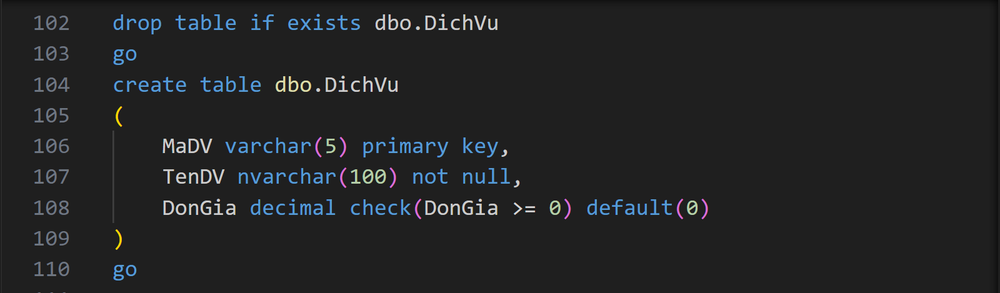 102 drop table if exists dbo.DichVu
103 go
104 create table dbo.DichVu
105 (
106 MaDV varchar(5) primary key,
107 TenDV nvarchar(100) not null,
108 DonGia decimal check(DonGia >= 0) default(0)
109 )
110 go